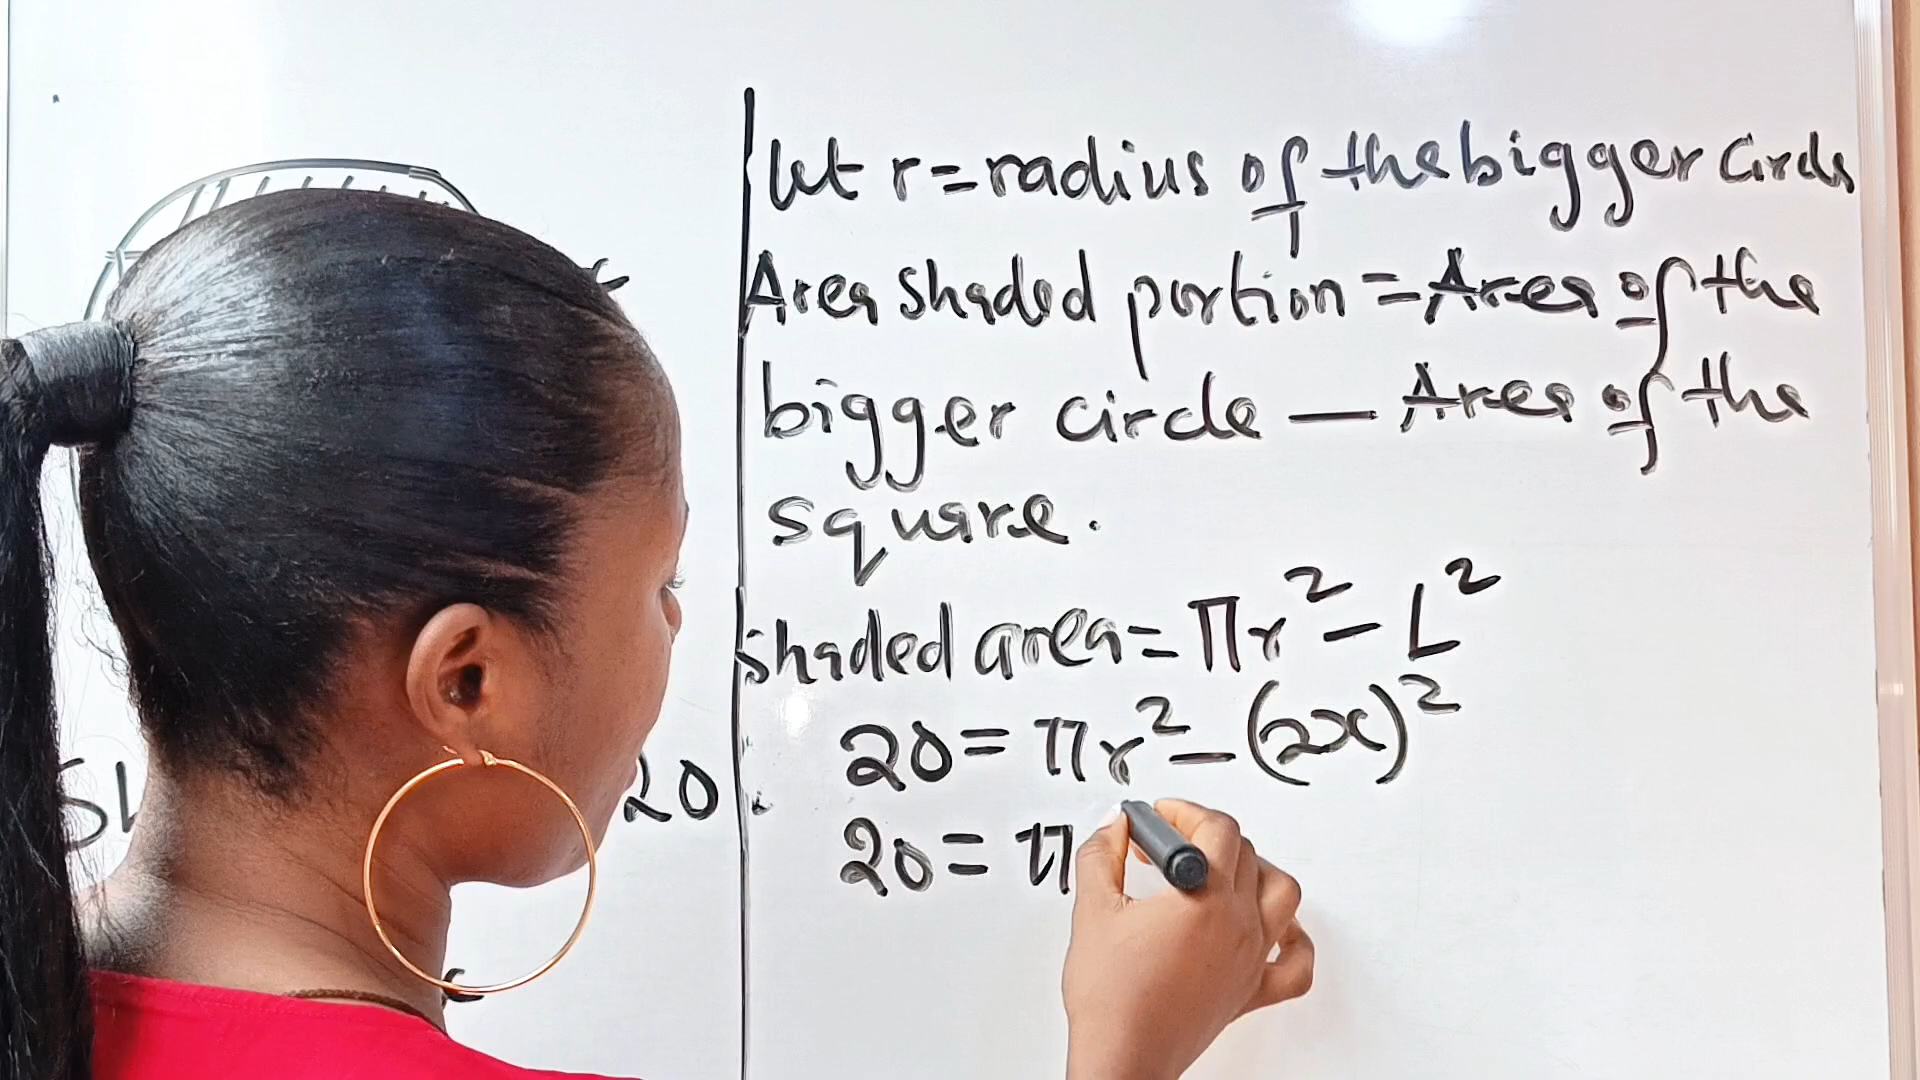 Let r = radius of the bigger circle
Area shaded portion = Area of the
bigger circle — Area of the
square.
shaded area = πr² - L²
20 = πr² - (2x)²
20 = π
20